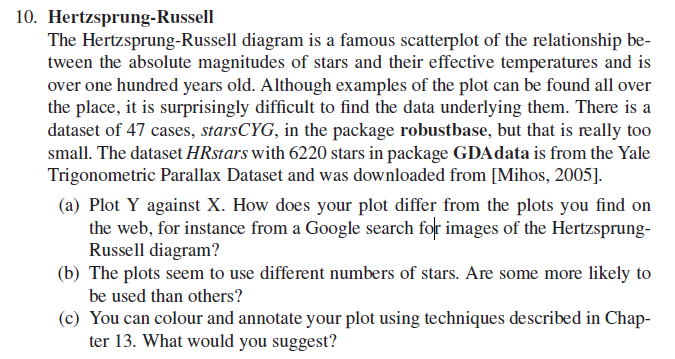 10. Hertzsprung-Russell
The Hertzsprung-Russell diagram is a famous scatterplot of the relationship be-
tween the absolute magnitudes of stars and their effective temperatures and is
over one hundred years old. Although examples of the plot can be found all over
the place, it is surprisingly difficult to find the data underlying them. There is a
dataset of 47 cases, starsCYG, in the package robustbase, but that is really too
small. The dataset HRstars with 6220 stars in package GDAdata is from the Yale
Trigonometric Parallax Dataset and was downloaded from [Mihos, 2005].
(a) Plot Y against X. How does your plot differ from the plots you find on
the web, for instance from a Google search for images of the Hertzsprung-
Russell diagram?
(b) The plots seem to use different numbers of stars. Are some more likely to
be used than others?
(c) You can colour and annotate your plot using techniques described in Chap-
ter 13. What would you suggest?